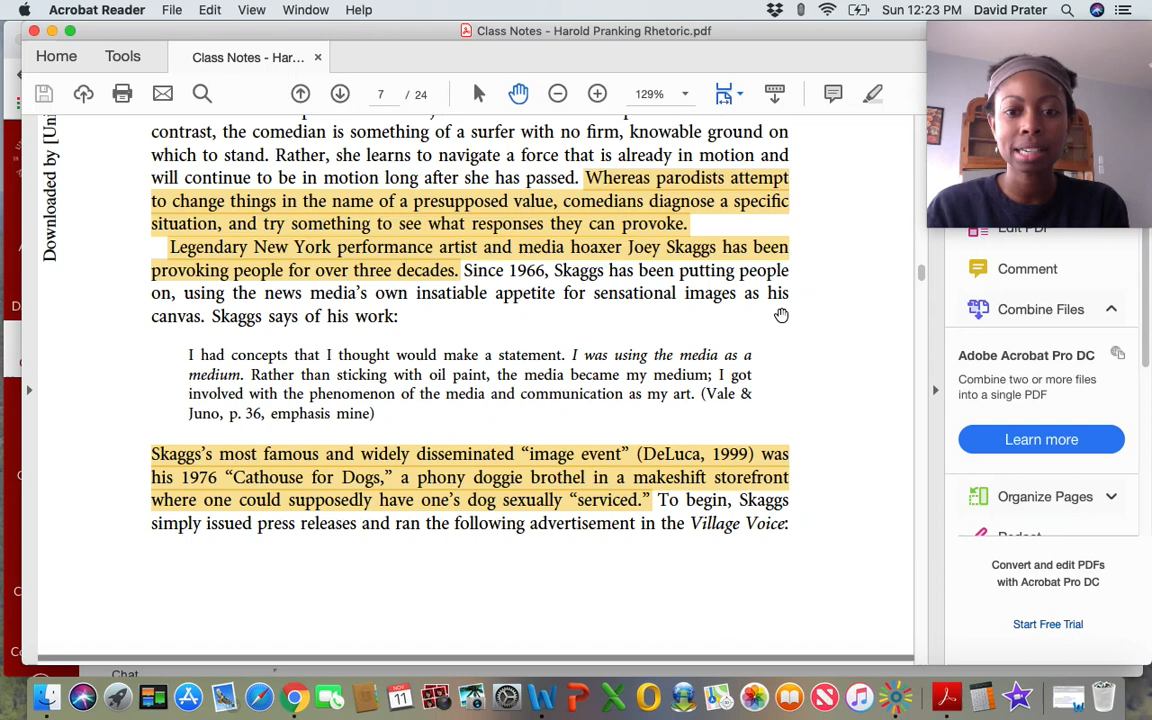 Acrobat Reader File Edit View Window Help Sun 12:23 PM David Prater
Class Notes - Harold Pranking Rhetoric.pdf
Home Tools Class Notes - Har... ×
7 / 24 129%
Downloaded by [Uni
contrast, the comedian is something of a surfer with no firm, knowable ground on
which to stand. Rather, she learns to navigate a force that is already in motion and
will continue to be in motion long after she has passed. Whereas parodists attempt
to change things in the name of a presupposed value, comedians diagnose a specific
situation, and try something to see what responses they can provoke.
Legendary New York performance artist and media hoaxer Joey Skaggs has been
provoking people for over three decades. Since 1966, Skaggs has been putting people
on, using the news media's own insatiable appetite for sensational images as his
canvas. Skaggs says of his work:
I had concepts that I thought would make a statement. I was using the media as a
medium. Rather than sticking with oil paint, the media became my medium; I got
involved with the phenomenon of the media and communication as my art. (Vale &
Juno, p. 36, emphasis mine)
Skaggs's most famous and widely disseminated “image event” (DeLuca, 1999) was
his 1976 “Cathouse for Dogs,” a phony doggie brothel in a makeshift storefront
where one could supposedly have one's dog sexually “serviced.” To begin, Skaggs
simply issued press releases and ran the following advertisement in the Village Voice:
Edit PDF
Comment
Combine Files
Adobe Acrobat Pro DC
Combine two or more files
into a single PDF
Learn more
Organize Pages
Redact
Convert and edit PDFs
with Acrobat Pro DC
Start Free Trial
Chat
NOV
11